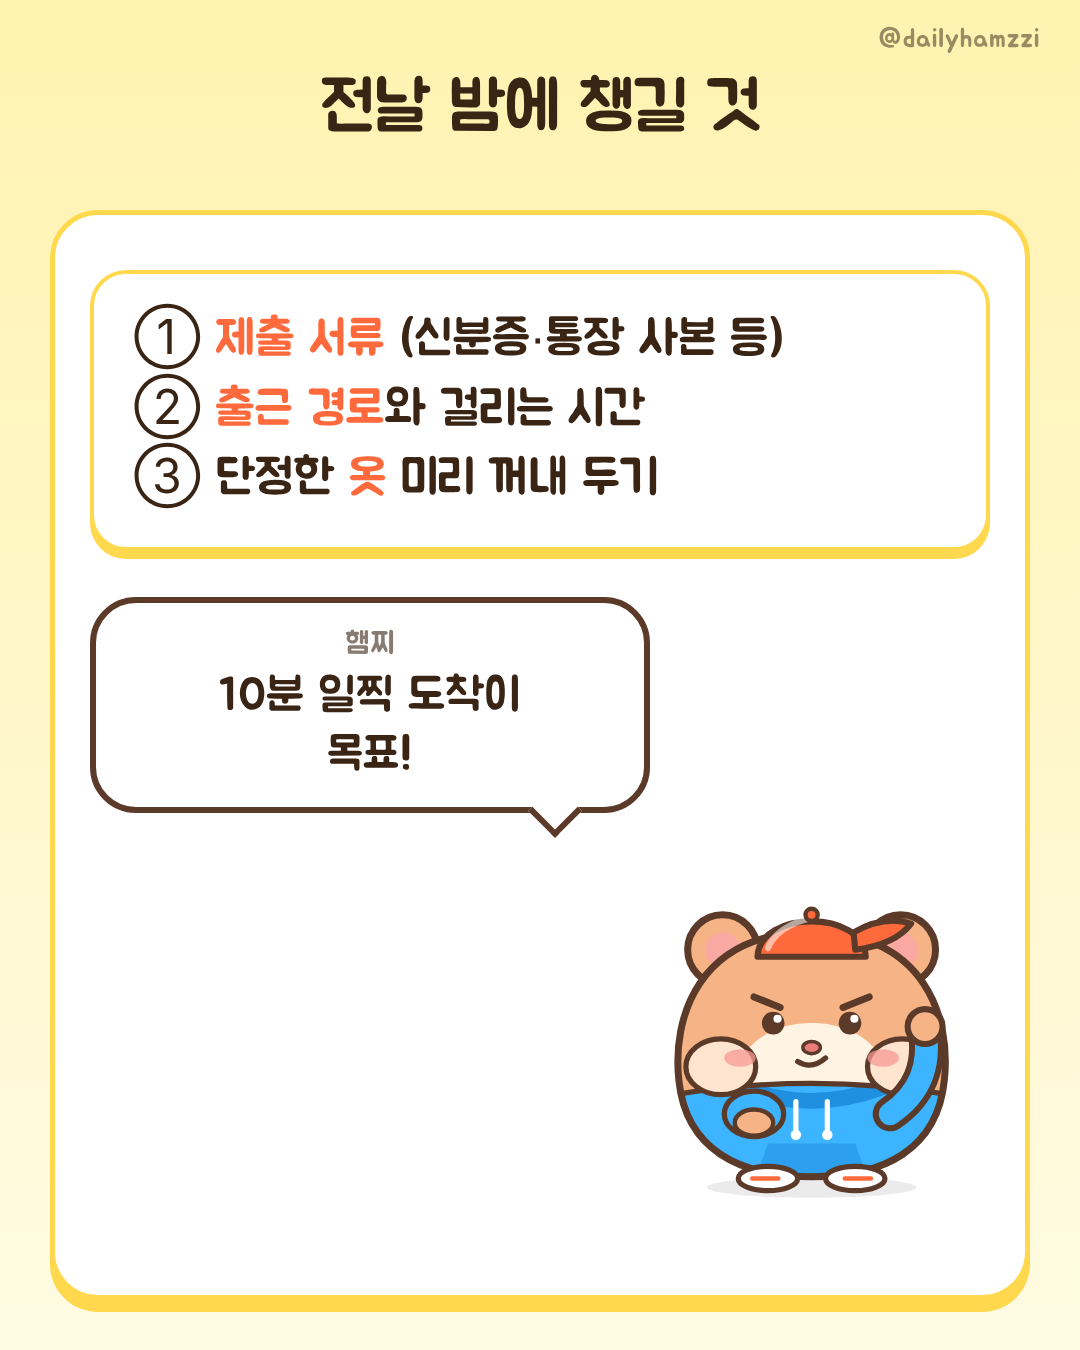 @dailyhamzzi
전날 밤에 챙길 것
① 제출 서류 (신분증·통장 사본 등)
② 출근 경로와 걸리는 시간
③ 단정한 옷 미리 꺼내 두기
햄찌
10분 일찍 도착이
목표!